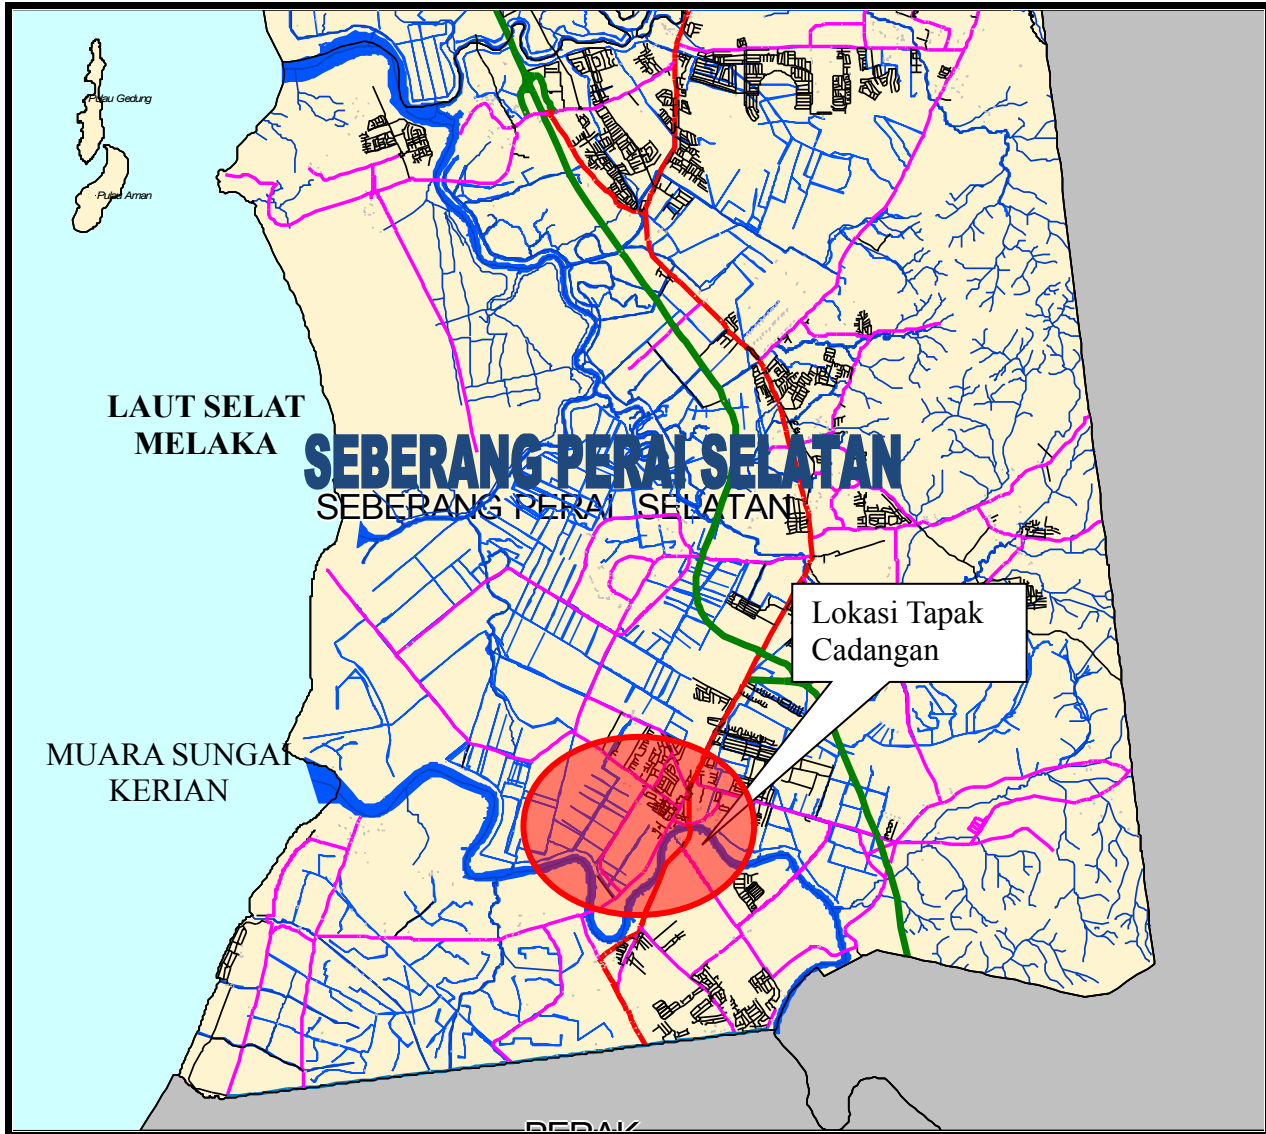 Pulau Gedung
Pulau Aman
LAUT SELAT
MELAKA
SEBERANG PERAI SELATAN
SEBERANG PERAI SELATAN
Lokasi Tapak
Cadangan
MUARA SUNGAI
KERIAN
PERAK